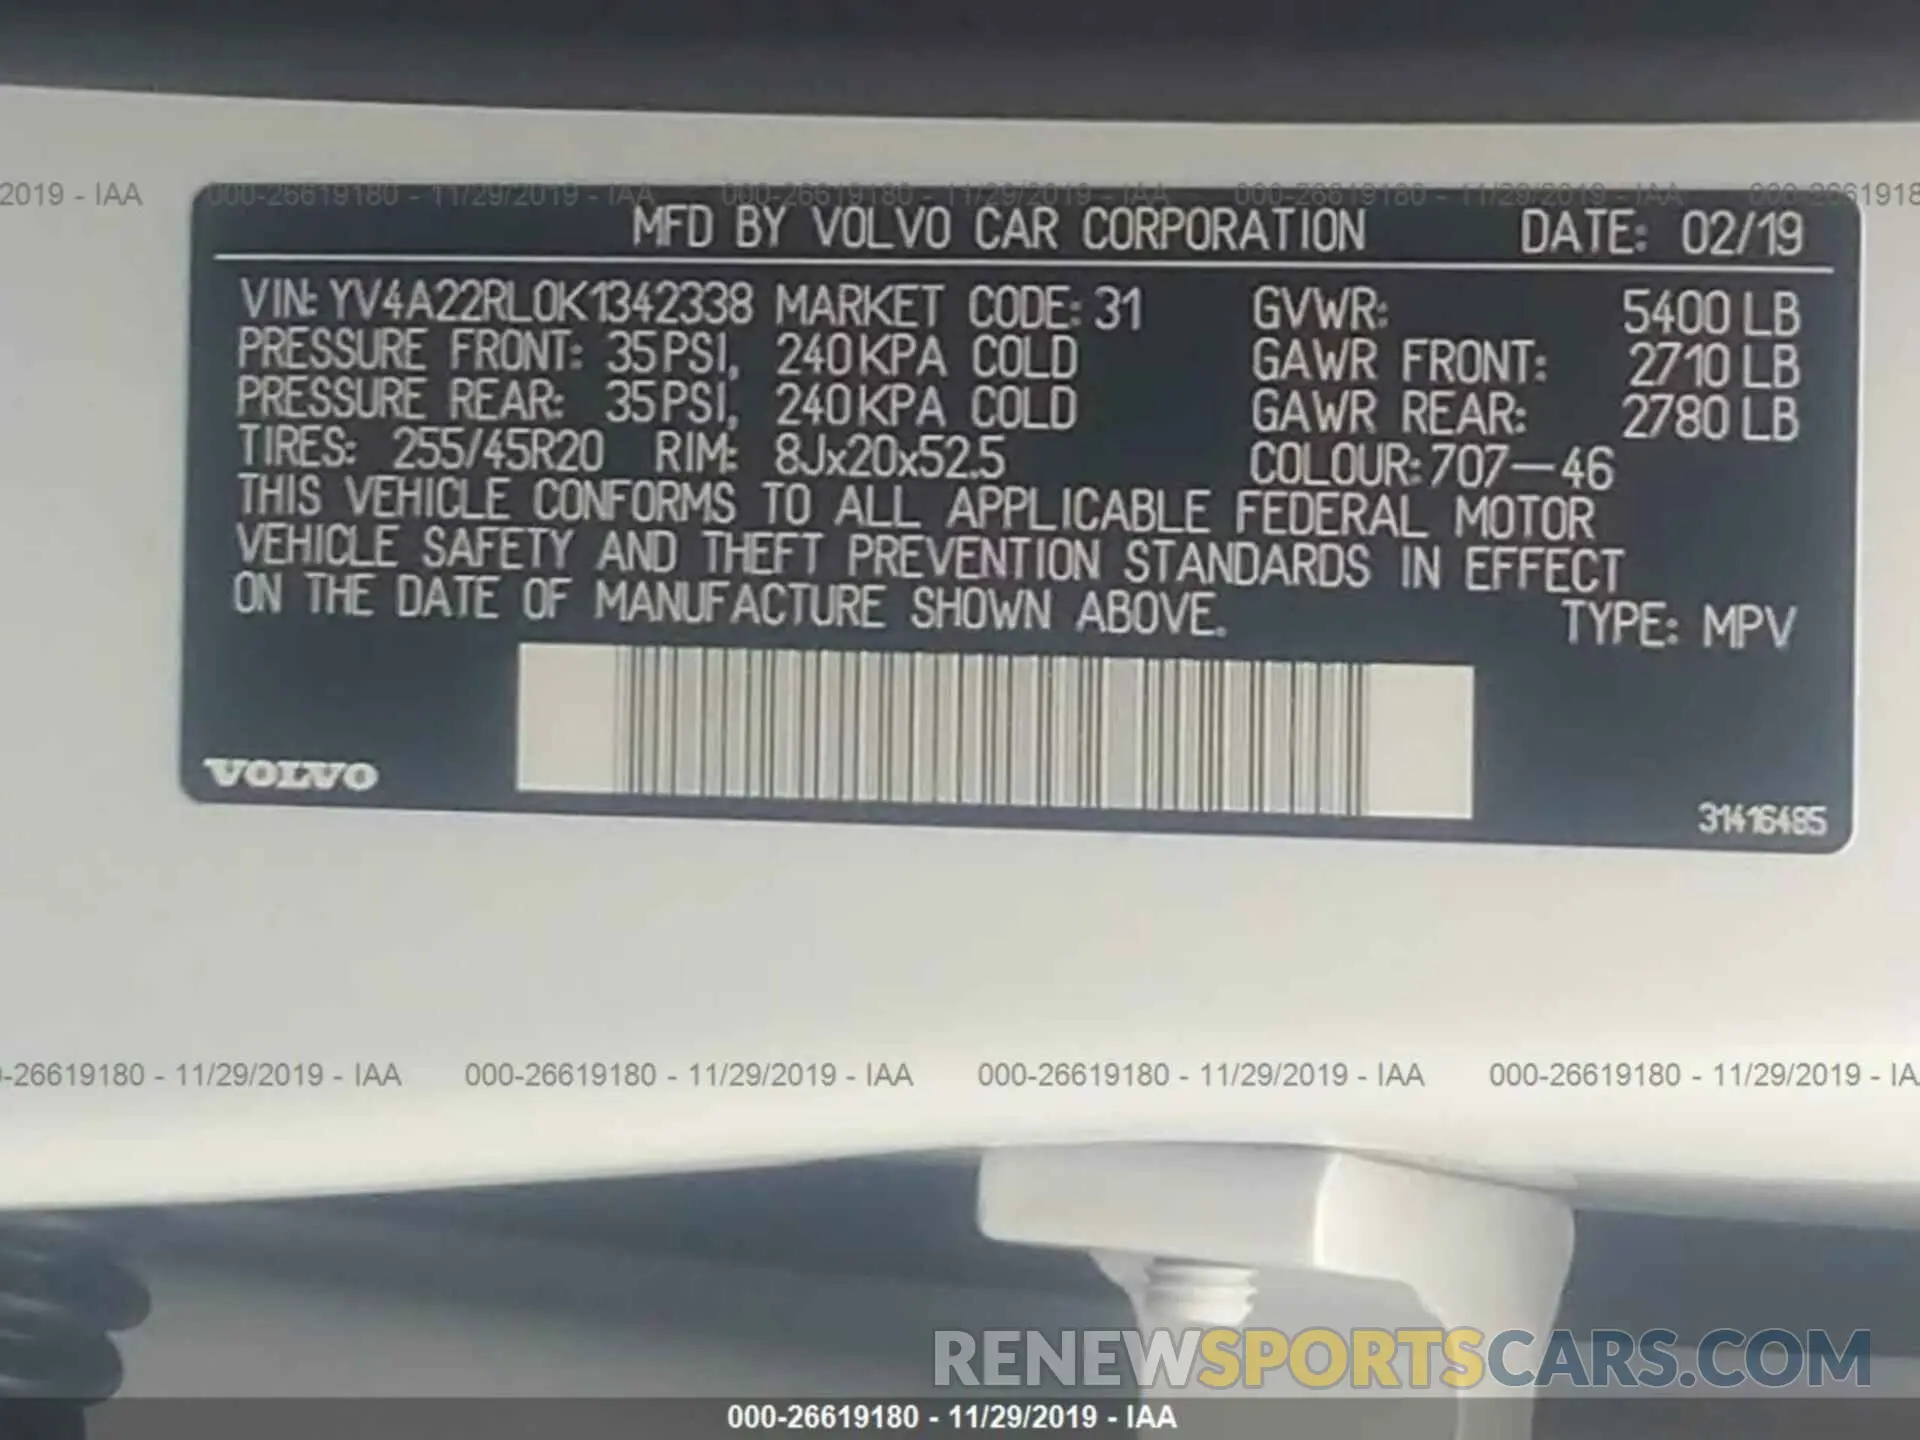 2019 - IAA 000-26619180 - 11/29/2019 - IAA 000-26619180 - 11/29/2019 - IAA 000-26619180 - 11/29/2019 - IAA 000-2661918
MFD BY VOLVO CAR CORPORATION DATE: 02/19
VIN: YV4A22RL0K1342338 MARKET CODE: 31 GVWR: 5400 LB
PRESSURE FRONT: 35PSI, 240KPA COLD GAWR FRONT: 2710 LB
PRESSURE REAR: 35PSI, 240KPA COLD GAWR REAR: 2780 LB
TIRES: 255/45R20 RIM: 8Jx20x52.5 COLOUR: 707-46
THIS VEHICLE CONFORMS TO ALL APPLICABLE FEDERAL MOTOR
VEHICLE SAFETY AND THEFT PREVENTION STANDARDS IN EFFECT
ON THE DATE OF MANUFACTURE SHOWN ABOVE. TYPE: MPV
VOLVO
31416485
0-26619180 - 11/29/2019 - IAA 000-26619180 - 11/29/2019 - IAA 000-26619180 - 11/29/2019 - IAA 000-26619180 - 11/29/2019 - IA
RENEWSPORTSCARS.COM
000-26619180 - 11/29/2019 - IAA